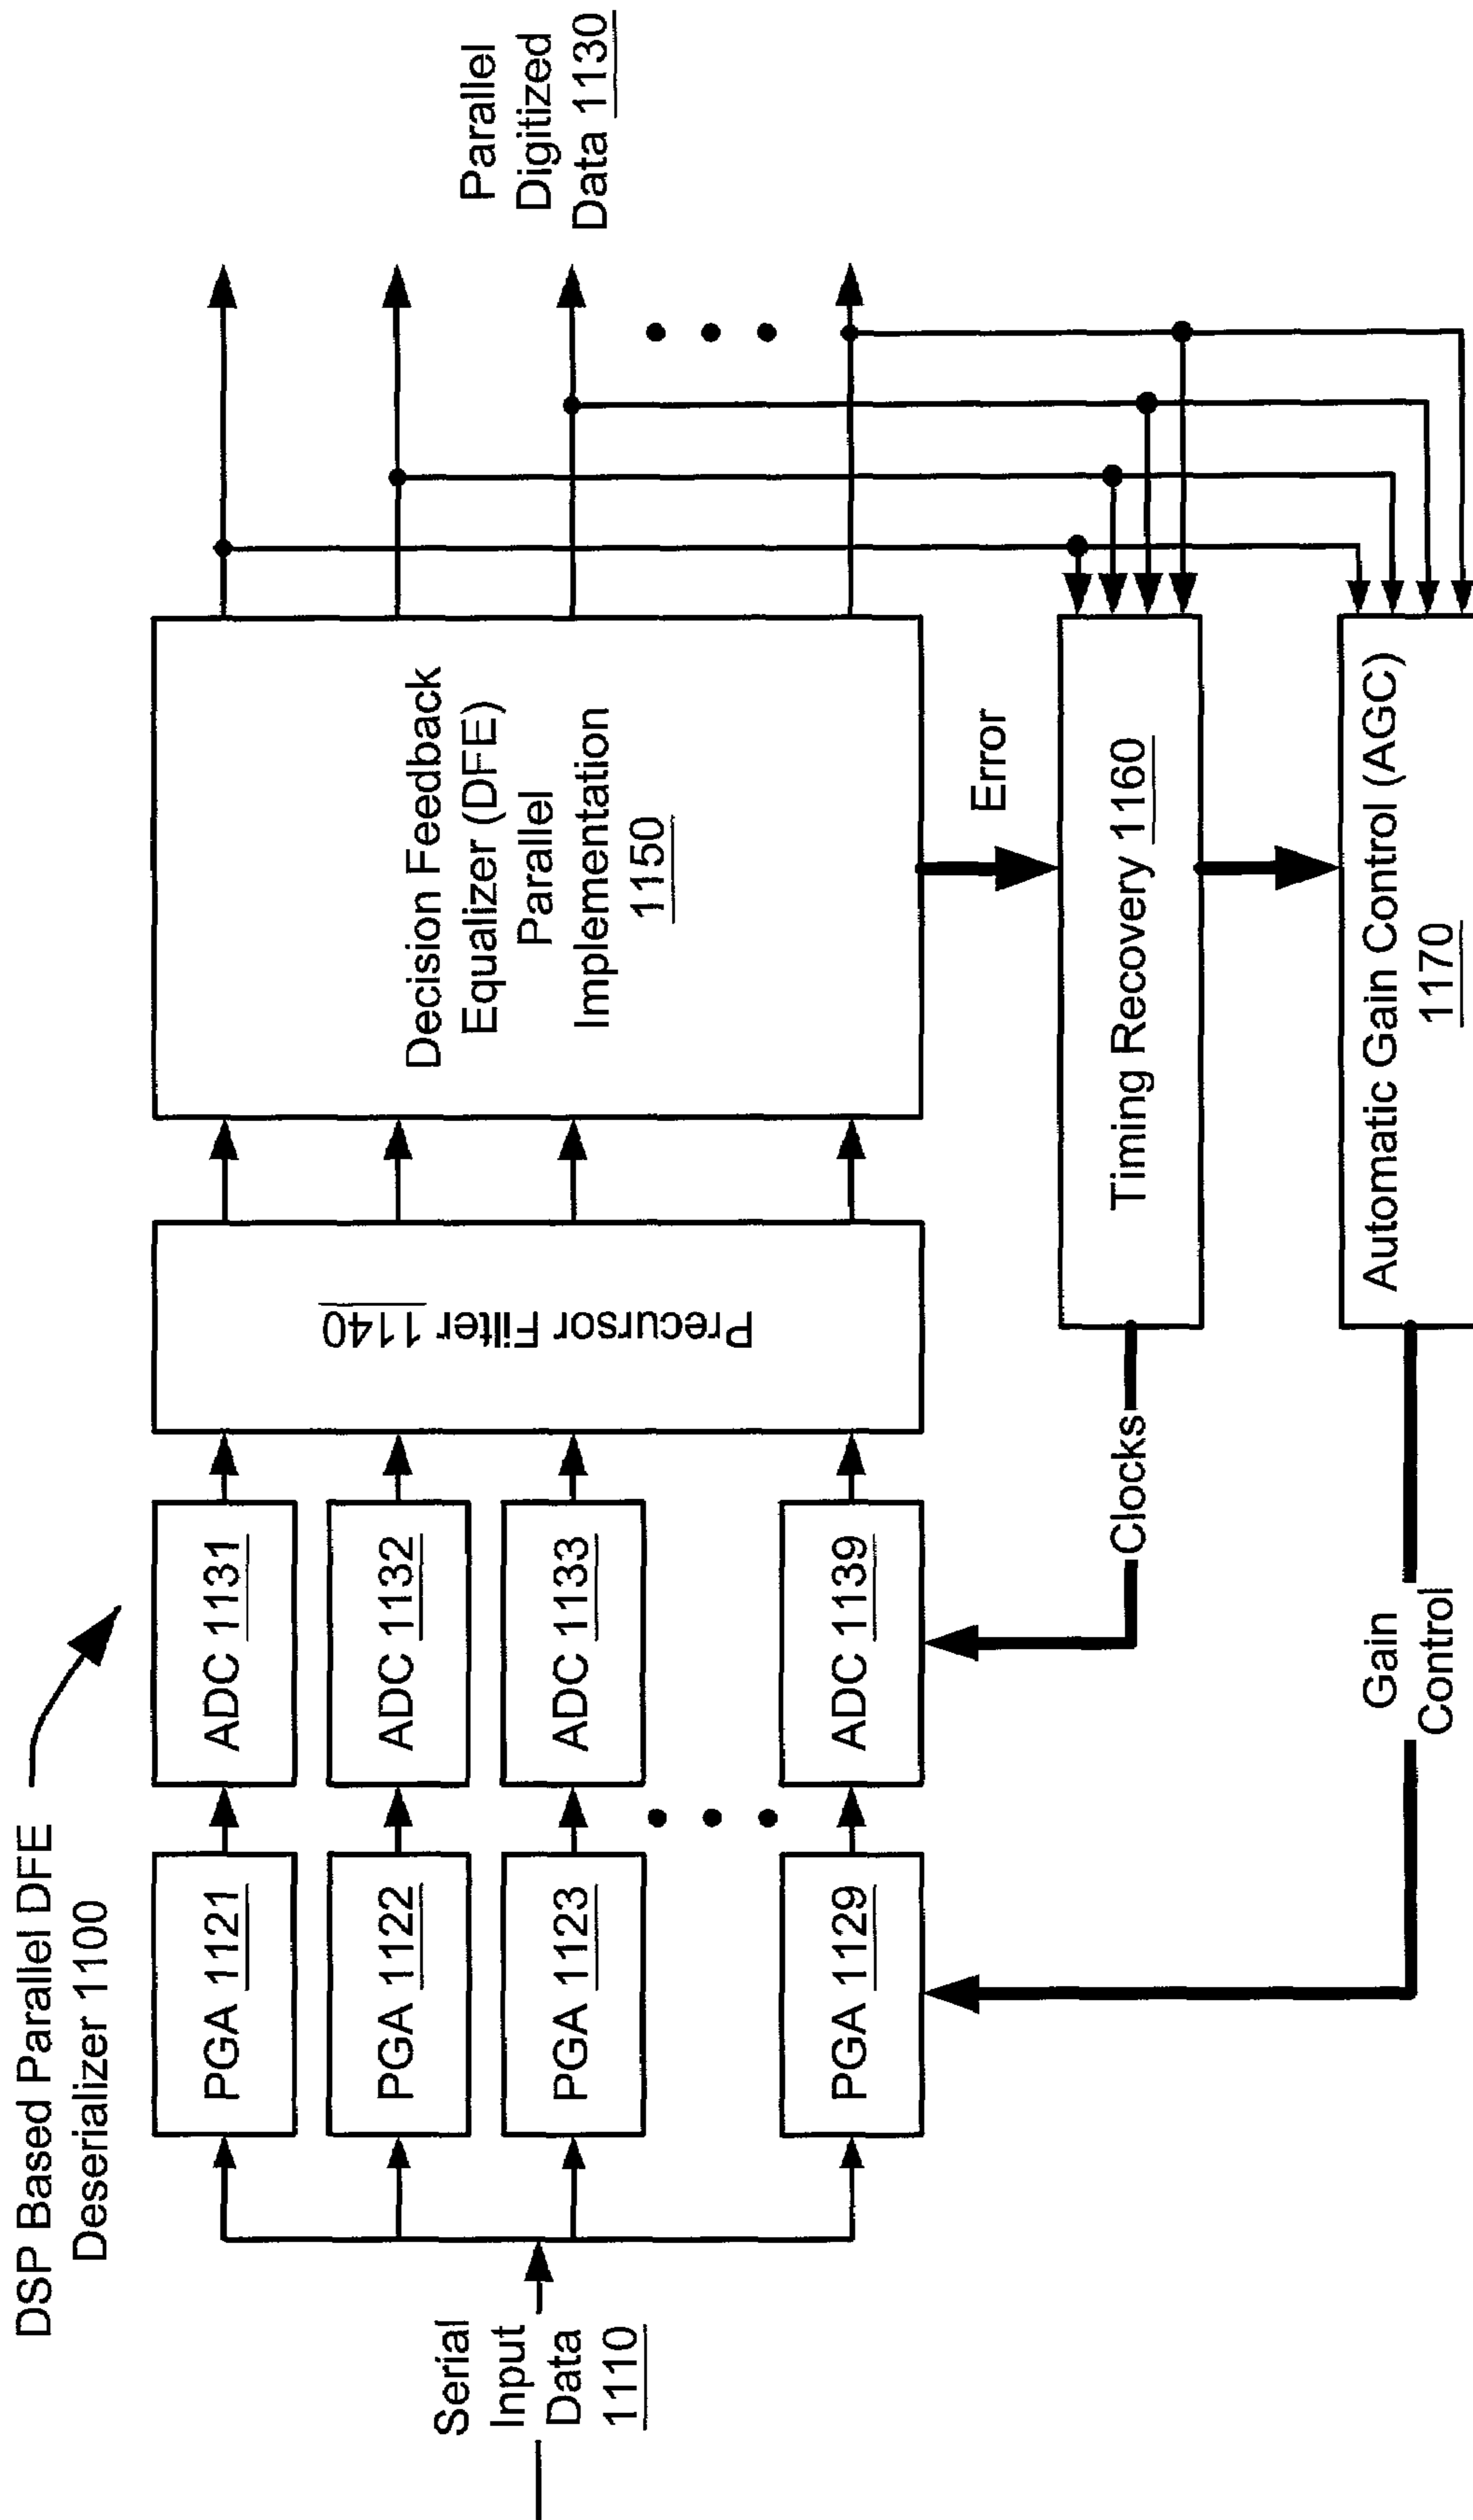 DSP Based Parallel DFE
Deserializer 1100
Serial
Input
Data
1110
PGA 1121
PGA 1122
PGA 1123
PGA 1129
ADC 1131
ADC 1132
ADC 1133
ADC 1139
Precursor Filter 1140
Decision Feedback
Equalizer (DFE)
Parallel
Implementation
1150
Parallel
Digitized
Data 1130
Error
Timing Recovery 1160
Clocks
Automatic Gain Control (AGC)
1170
Gain
Control